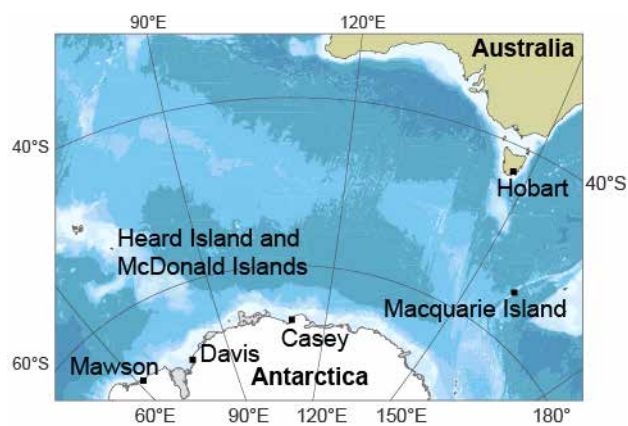 90°E
120°E
Australia
40°S
Hobart
40°S
Heard Island and
McDonald Islands
Macquarie Island
Casey
Davis
60°S
Mawson
Antarctica
60°E
90°E
120°E
150°E
180°